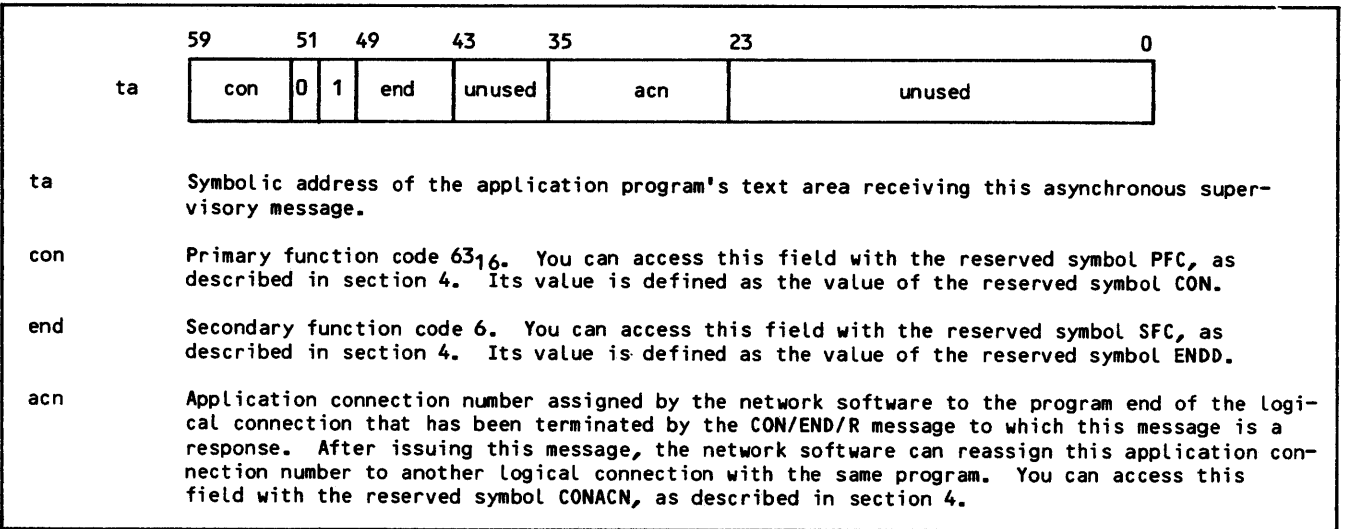 59 51 49 43 35 23 0
ta con 0 1 end unused acn unused
ta Symbolic address of the application program's text area receiving this asynchronous super-
visory message.
con Primary function code 63₁₆. You can access this field with the reserved symbol PFC, as
described in section 4. Its value is defined as the value of the reserved symbol CON.
end Secondary function code 6. You can access this field with the reserved symbol SFC, as
described in section 4. Its value is defined as the value of the reserved symbol ENDD.
acn Application connection number assigned by the network software to the program end of the logi-
cal connection that has been terminated by the CON/END/R message to which this message is a
response. After issuing this message, the network software can reassign this application con-
nection number to another logical connection with the same program. You can access this
field with the reserved symbol CONACN, as described in section 4.